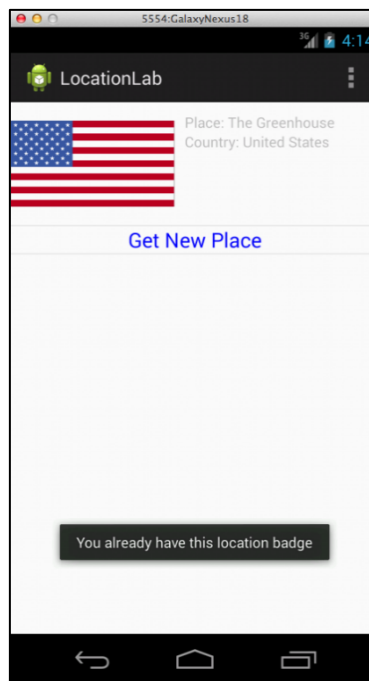 5554:GalaxyNexus18
3G 4:14
LocationLab
Place: The Greenhouse
Country: United States
Get New Place
You already have this location badge